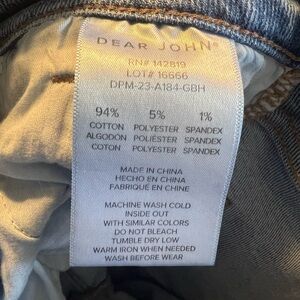 DEAR JOHN®
RN# 142819
LOT# 16666
DPM-23-A184-GBH
94% 5% 1%
COTTON POLYESTER SPANDEX
ALGODÓN POLIÉSTER SPANDEX
COTON POLYESTER SPANDEX
MADE IN CHINA
HECHO EN CHINA
FABRIQUÉ EN CHINE
MACHINE WASH COLD
INSIDE OUT
WITH SIMILAR COLORS
DO NOT BLEACH
TUMBLE DRY LOW
WARM IRON WHEN NEEDED
WASH BEFORE WEAR